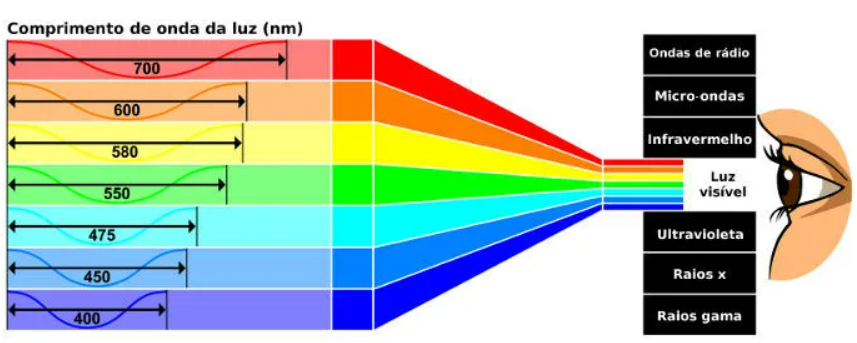 Comprimento de onda da luz (nm)
700
600
580
550
475
450
400
Ondas de rádio
Micro-ondas
Infravermelho
Luz
visível
Ultravioleta
Raios x
Raios gama